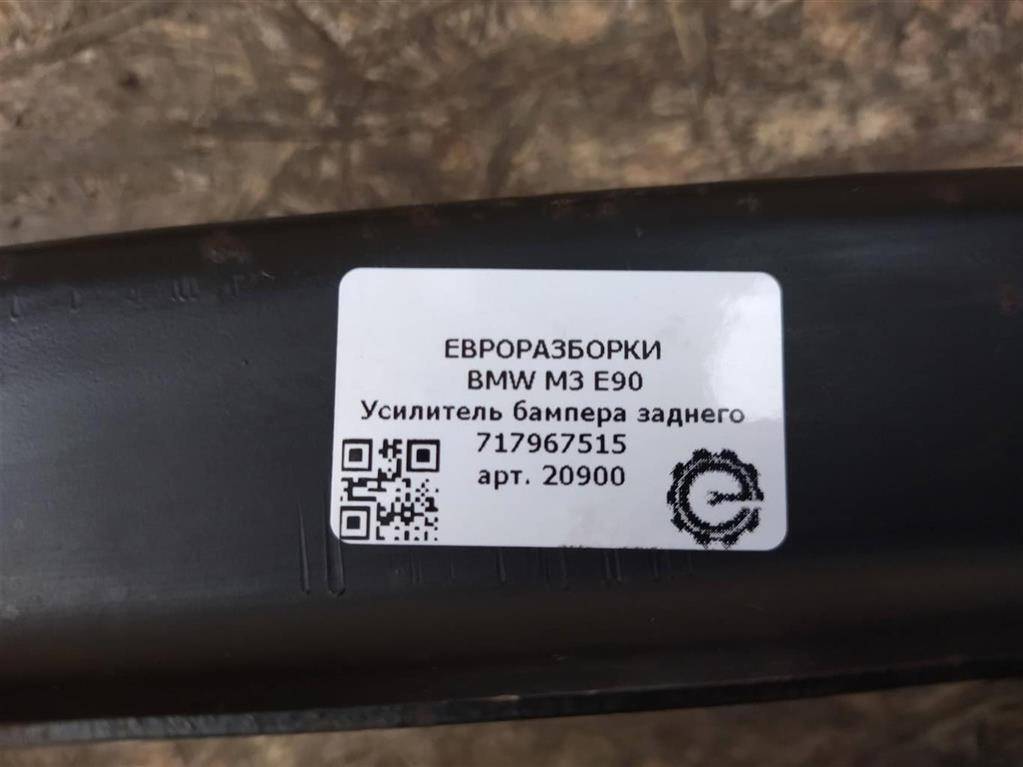 ЕВРОРАЗБОРКИ
BMW M3 E90
Усилитель бампера заднего
717967515
арт. 20900